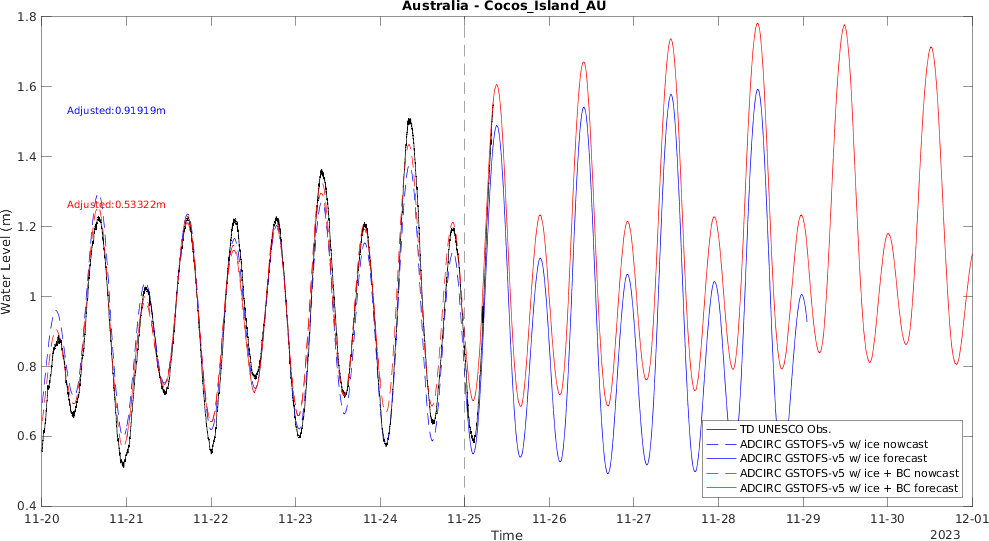 Australia - Cocos_Island_AU
1.8
1.6
1.4
1.2
1
0.8
0.6
0.4
Water Level (m)
Adjusted:0.91919m
Adjusted:0.53322m
TD UNESCO Obs.
ADCIRC GSTOFS-v5 w/ ice nowcast
ADCIRC GSTOFS-v5 w/ ice forecast
ADCIRC GSTOFS-v5 w/ ice + BC nowcast
ADCIRC GSTOFS-v5 w/ ice + BC forecast
11-20 11-21 11-22 11-23 11-24 11-25 11-26 11-27 11-28 11-29 11-30 12-01
Time
2023